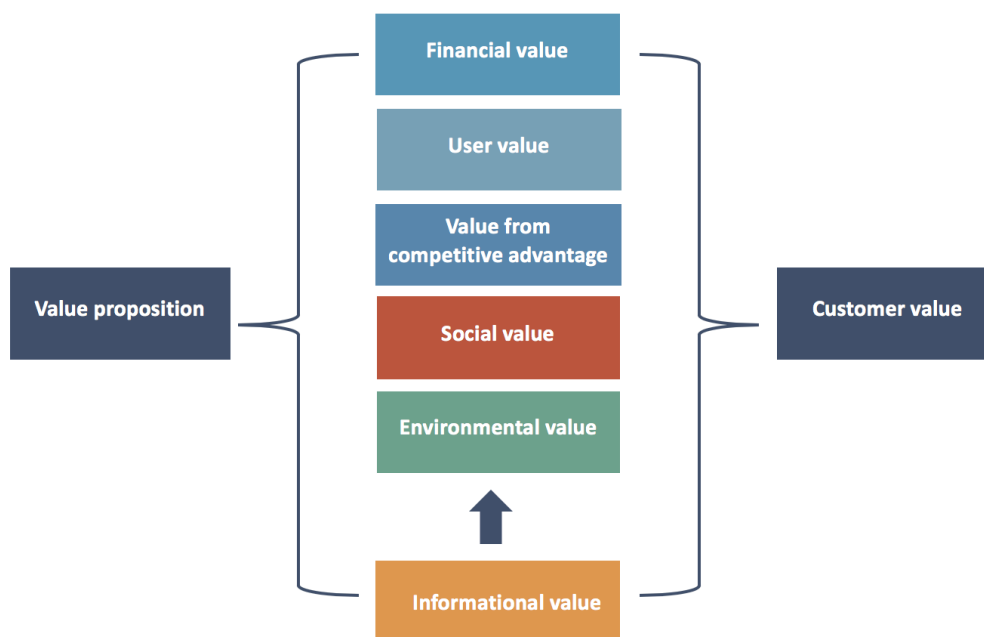 Financial value
User value
Value from
competitive advantage
Value proposition
Customer value
Social value
Environmental value
Informational value